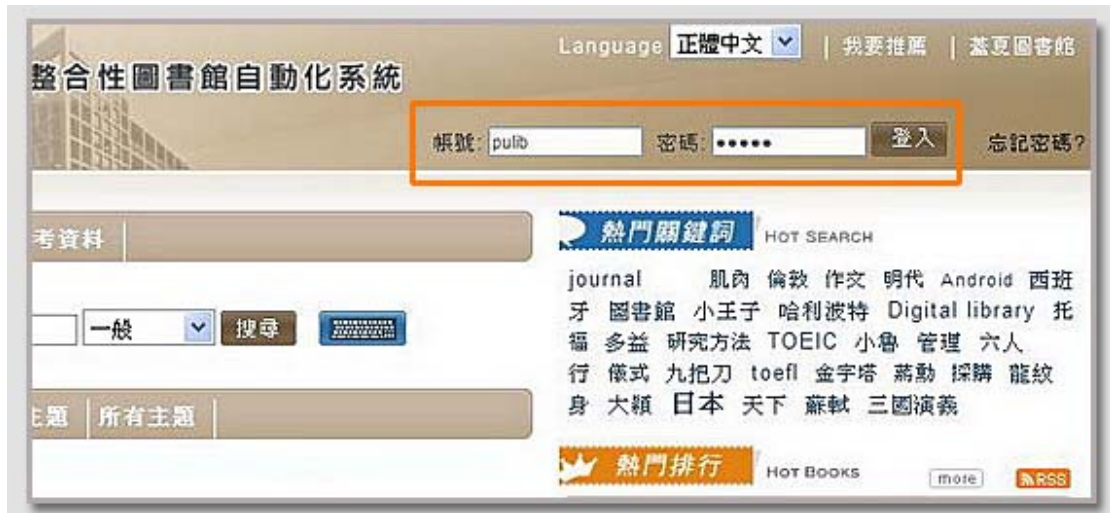 Language 正體中文 | 我要推薦 | 蓋夏圖書館
整合性圖書館自動化系統
帳號: pulib 密碼: ••••• 登入 忘記密碼?
考資料
一般 搜尋
主題 所有主題
熱門關鍵詞 HOT SEARCH
journal 肌肉 倫敦 作文 明代 Android 西班
牙 圖書館 小王子 哈利波特 Digital library 托
福 多益 研究方法 TOEIC 小魯 管理 六人
行 儀式 九把刀 toefl 金字塔 蔣勳 採購 龍紋
身 大穎 日本 天下 蘇軾 三國演義
熱門排行 HOT BOOKS more RSS